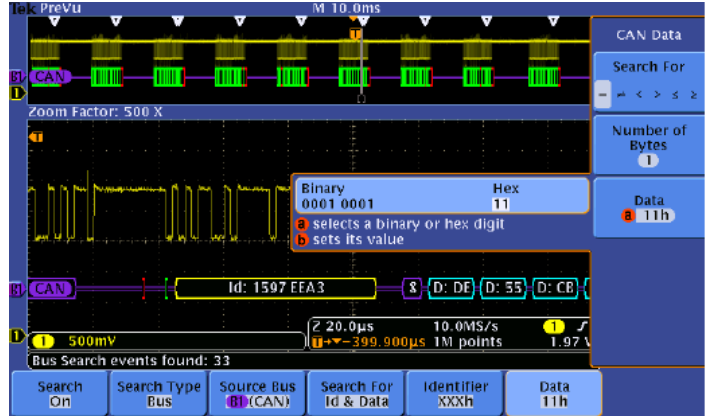 Tek PreVu
M 10.0ms
CAN Data
T
Search For
= ≠ < > ≤ ≥
B1 CAN
1
Zoom Factor: 500 X
Number of
Bytes
1
T
Binary Hex
0001 0001 11
Data
a 11h
a selects a binary or hex digit
b sets its value
B1 CAN Id: 1597 EEA3 8 D: DE D: 55 D: CB
1
1 500mV
Z 20.0µs 10.0MS/s 1
T→▼-399.900µs 1M points 1.97 V
Bus Search events found: 33
Search Search Type Source Bus Search For Identifier Data
On Bus B1 (CAN) Id & Data XXXh 11h